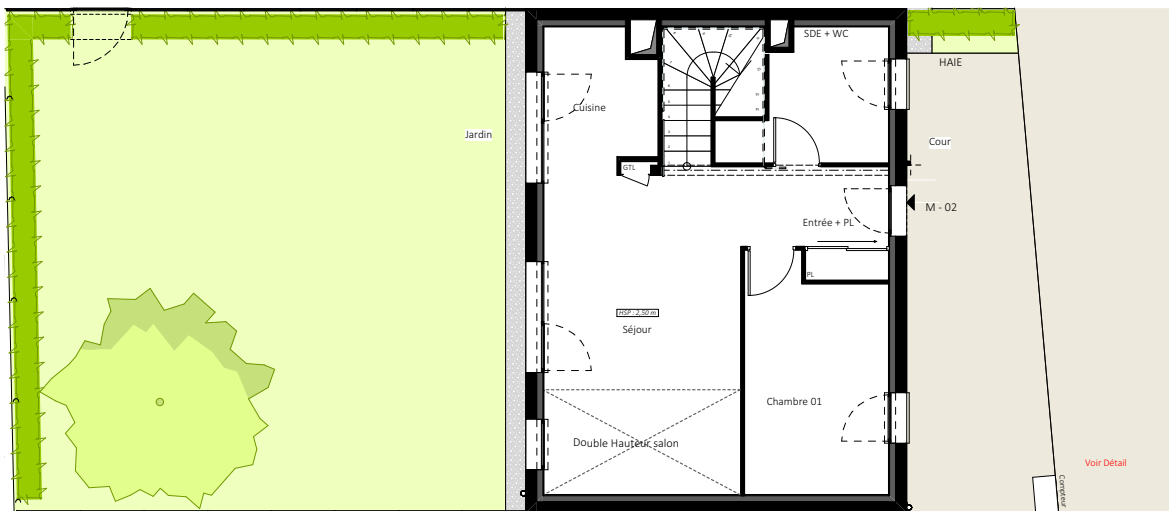 SDE + WC
HAIE
Cuisine
Jardin
Cour
GTL
M - 02
Entrée + PL
PL
HSP : 2,50 m
Séjour
Chambre 01
Double Hauteur salon
Voir Détail
Compteur